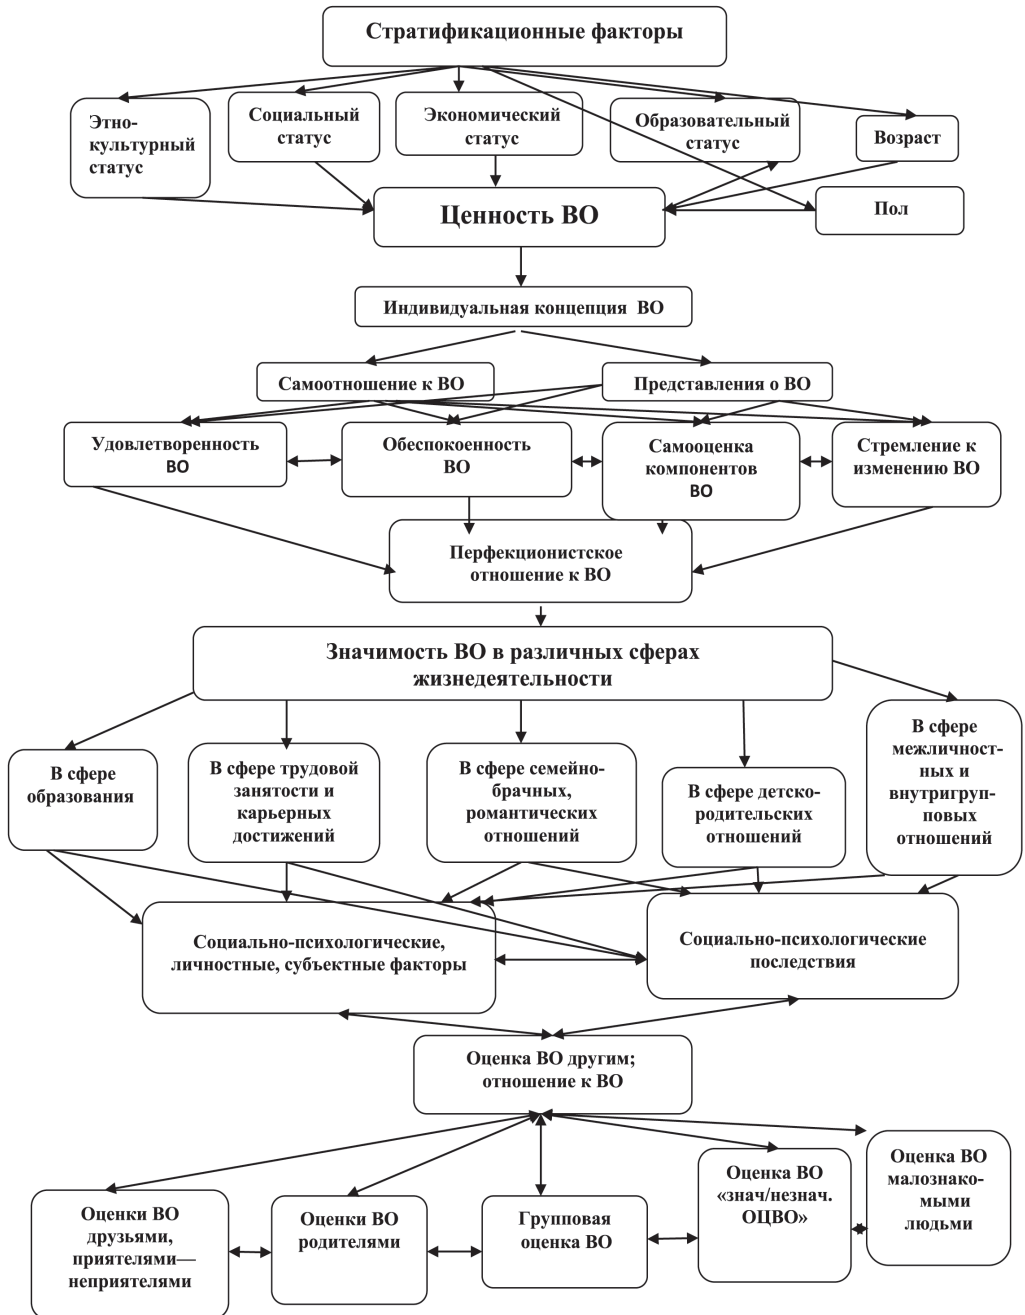 Стратификационные факторы
Этно-
культурный
статус
Социальный
статус
Экономический
статус
Образовательный
статус
Возраст
Пол
Ценность ВО
Индивидуальная концепция ВО
Самоотношение к ВО
Представления о ВО
Удовлетворенность
ВО
Обеспокоенность
ВО
Самооценка
компонентов
ВО
Стремление к
изменению ВО
Перфекционистское
отношение к ВО
Значимость ВО в различных сферах
жизнедеятельности
В сфере
образования
В сфере трудовой
занятости и
карьерных
достижений
В сфере семейно-
брачных,
романтических
отношений
В сфере детско-
родительских
отношений
В сфере
межличност-
ных и
внутригруп-
повых
отношений
Социально-психологические,
личностные, субъектные факторы
Социально-психологические
последствия
Оценка ВО другим;
отношение к ВО
Оценки ВО
друзьями,
приятелями—
неприятелями
Оценки ВО
родителями
Групповая
оценка ВО
Оценка ВО
«знач/незнач.
ОЦВО»
Оценка ВО
малознако-
мыми
людьми